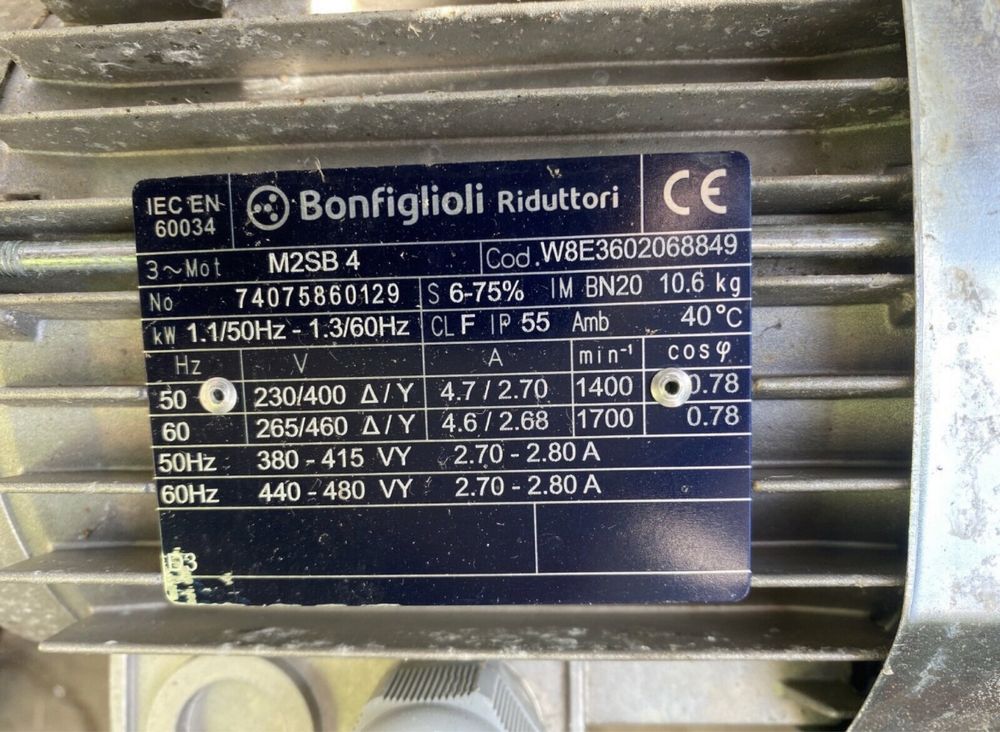 IEC EN 60034 Bonfiglioli Riduttori CE
3~Mot M2SB 4 Cod. W8E3602068849
No 74075860129 S 6-75% IM BN20 10.6 kg
kW 1.1/50Hz - 1.3/60Hz CL F IP 55 Amb 40°C
Hz V A min⁻¹ cosφ
50 230/400 Δ/Y 4.7 / 2.70 1400 0.78
60 265/460 Δ/Y 4.6 / 2.68 1700 0.78
50Hz 380 - 415 VY 2.70 - 2.80 A
60Hz 440 - 480 VY 2.70 - 2.80 A